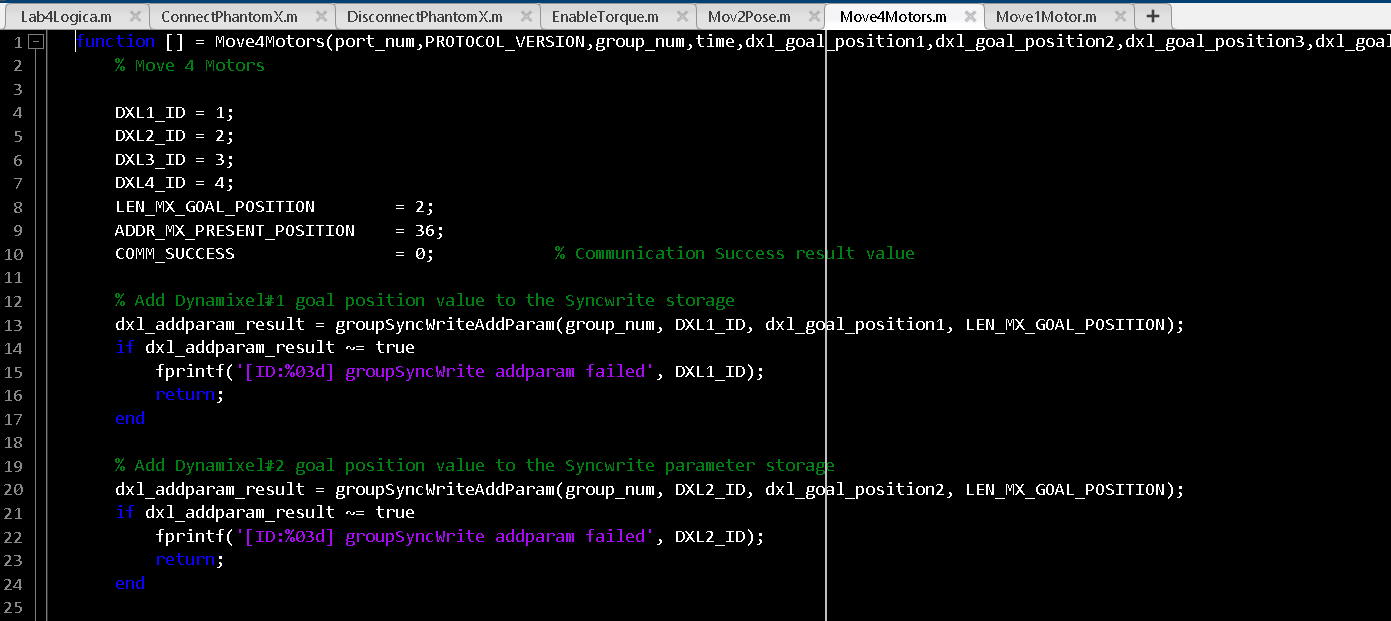 Lab4Logica.m ConnectPhantomX.m DisconnectPhantomX.m EnableTorque.m Mov2Pose.m Move4Motors.m Move1Motor.m +
1 function [] = Move4Motors(port_num,PROTOCOL_VERSION,group_num,time,dxl_goal_position1,dxl_goal_position2,dxl_goal_position3,dxl_goal
2 % Move 4 Motors
3
4 DXL1_ID = 1;
5 DXL2_ID = 2;
6 DXL3_ID = 3;
7 DXL4_ID = 4;
8 LEN_MX_GOAL_POSITION = 2;
9 ADDR_MX_PRESENT_POSITION = 36;
10 COMM_SUCCESS = 0; % Communication Success result value
11
12 % Add Dynamixel#1 goal position value to the Syncwrite storage
13 dxl_addparam_result = groupSyncWriteAddParam(group_num, DXL1_ID, dxl_goal_position1, LEN_MX_GOAL_POSITION);
14 if dxl_addparam_result ~= true
15 fprintf('[ID:%03d] groupSyncWrite addparam failed', DXL1_ID);
16 return;
17 end
18
19 % Add Dynamixel#2 goal position value to the Syncwrite parameter storage
20 dxl_addparam_result = groupSyncWriteAddParam(group_num, DXL2_ID, dxl_goal_position2, LEN_MX_GOAL_POSITION);
21 if dxl_addparam_result ~= true
22 fprintf('[ID:%03d] groupSyncWrite addparam failed', DXL2_ID);
23 return;
24 end
25